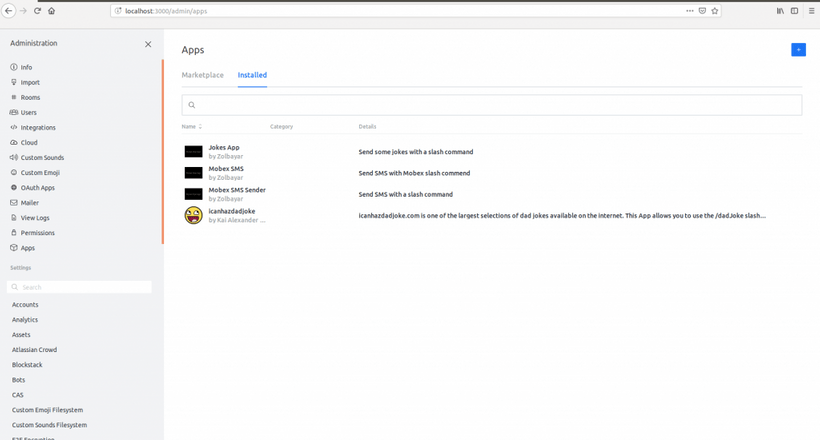 localhost:3000/admin/apps
Administration
Info
Import
Rooms
Users
Integrations
Cloud
Custom Sounds
Custom Emoji
OAuth Apps
Mailer
View Logs
Permissions
Apps
Settings
Search
Accounts
Analytics
Assets
Atlassian Crowd
Blockstack
Bots
CAS
Custom Emoji Filesystem
Custom Sounds Filesystem
E2E Encryption
Apps
+
Marketplace Installed
Name Category Details
Jokes App Send some jokes with a slash command
by Zolbayar
Mobex SMS Send SMS with Mobex slash commend
by Zolbayar
Mobex SMS Sender Send SMS with a slash command
by Zolbayar
icanhazdadjoke icanhazdadjoke.com is one of the largest selections of dad jokes available on the internet. This App allows you to use the /dadJoke slash...
by Kai Alexander ...